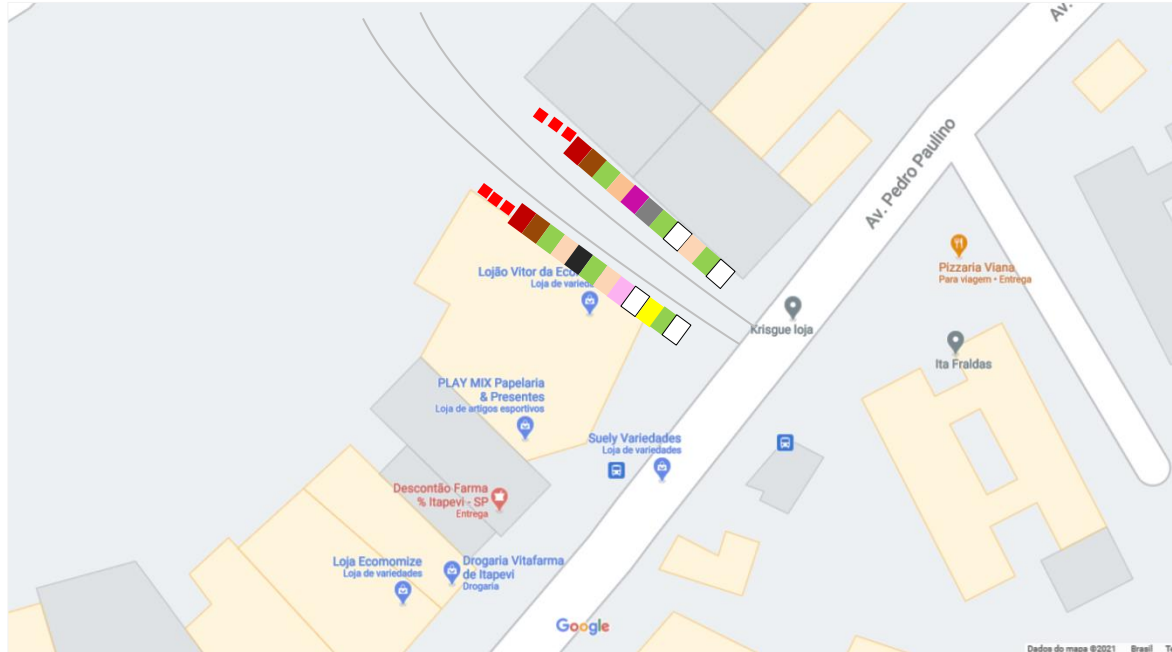 Av.
Av. Pedro Paulino
Lojão Vitor da Eco
Loja de varied
Krisgue loja
Pizzaria Viana
Para viagem • Entrega
Ita Fraldas
PLAY MIX Papelaria
& Presentes
Loja de artigos esportivos
Suely Variedades
Loja de variedades
Descontão Farma
% Itapevi - SP
Entrega
Loja Ecomomize
Loja de variedades
Drogaria Vitafarma
de Itapevi
Drogaria
Google
Dados do mapa ©2021 Brasil